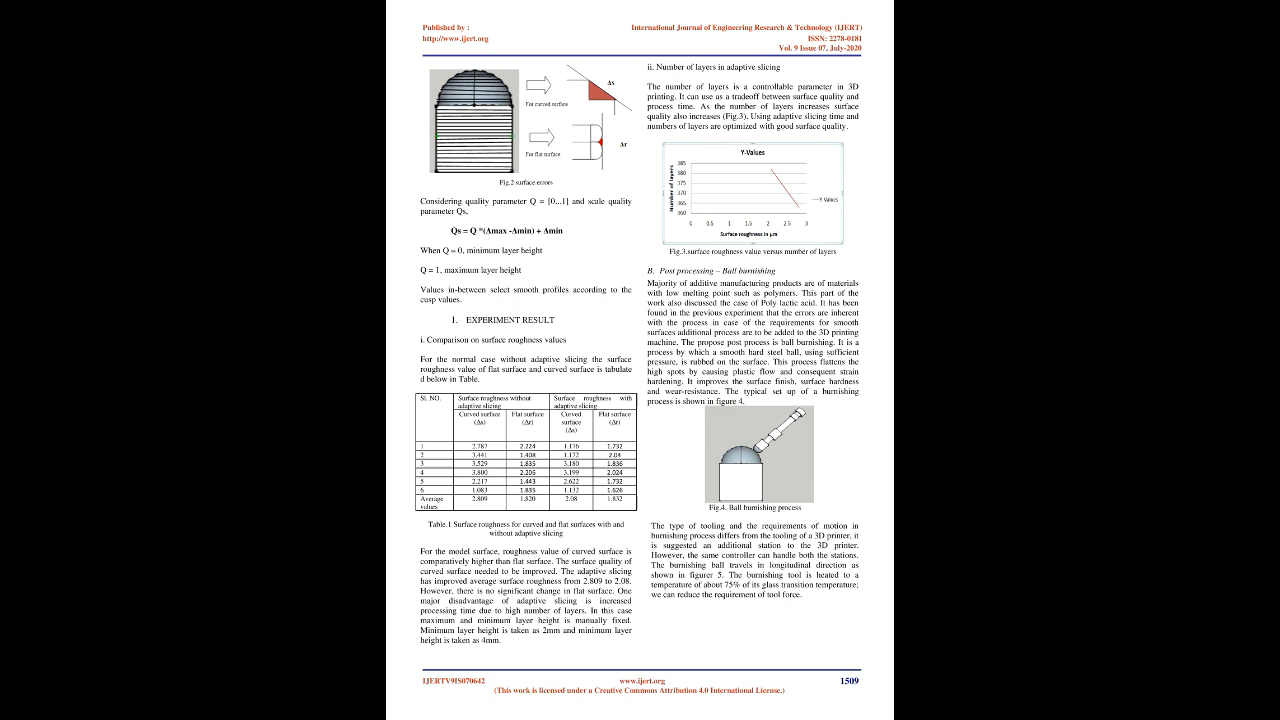 Published by :
http://www.ijert.org
International Journal of Engineering Research & Technology (IJERT)
ISSN: 2278-0181
Vol. 9 Issue 07, July-2020
Δs
For curved surface
Δr
For flat surface
Fig.2 surface errors
Considering quality parameter Q = [0...1] and scale quality
parameter Qs,
Qs = Q *(Δmax -Δmin) + Δmin
When Q = 0, minimum layer height
Q = 1, maximum layer height
Values in-between select smooth profiles according to the
cusp values.
1. EXPERIMENT RESULT
i. Comparison on surface roughness values
For the normal case without adaptive slicing the surface
roughness value of flat surface and curved surface is tabulate
d below in Table.
Sl. NO. Surface roughness without adaptive slicing Surface roughness with adaptive slicing
Curved surface (Δs) Flat surface (Δr) Curved surface (Δs) Flat surface (Δr)
1 2.787 2.224 1.176 1.732
2 3.441 1.408 1.172 2.04
3 3.529 1.835 3.180 1.836
4 3.800 2.206 3.199 2.024
5 2.217 1.443 2.622 1.732
6 1.083 1.835 1.132 1.626
Average values 2.809 1.820 2.08 1.832
Table.1 Surface roughness for curved and flat surfaces with and
without adaptive slicing
For the model surface, roughness value of curved surface is
comparatively higher than flat surface. The surface quality of
curved surface needed to be improved. The adaptive slicing
has improved average surface roughness from 2.809 to 2.08.
However, there is no significant change in flat surface. One
major disadvantage of adaptive slicing is increased
processing time due to high number of layers. In this case
maximum and minimum layer height is manually fixed.
Minimum layer height is taken as 2mm and minimum layer
height is taken as 4mm.
ii. Number of layers in adaptive slicing
The number of layers is a controllable parameter in 3D
printing. It can use as a tradeoff between surface quality and
process time. As the number of layers increases surface
quality also increases (Fig.3). Using adaptive slicing time and
numbers of layers are optimized with good surface quality.
Y-Values
Number of layers
385
380
375
370
365
360
0 0.5 1 1.5 2 2.5 3
Surface roughness in μm
Y Values
Fig.3.surface roughness value versus number of layers
B. Post processing – Ball burnishing
Majority of additive manufacturing products are of materials
with low melting point such as polymers. This part of the
work also discussed the case of Poly lactic acid. It has been
found in the previous experiment that the errors are inherent
with the process in case of the requirements for smooth
surfaces additional process are to be added to the 3D printing
machine. The propose post process is ball burnishing. It is a
process by which a smooth hard steel ball, using sufficient
pressure, is rubbed on the surface. This process flattens the
high spots by causing plastic flow and consequent strain
hardening. It improves the surface finish, surface hardness
and wear-resistance. The typical set up of a burnishing
process is shown in figure 4.
Fig.4. Ball burnishing process
The type of tooling and the requirements of motion in
burnishing process differs from the tooling of a 3D printer, it
is suggested an additional station to the 3D printer.
However, the same controller can handle both the stations.
The burnishing ball travels in longitudinal direction as
shown in figurer 5. The burnishing tool is heated to a
temperature of about 75% of its glass transition temperature;
we can reduce the requirement of tool force.
IJERTV9IS070642
www.ijert.org
1509
(This work is licensed under a Creative Commons Attribution 4.0 International License.)